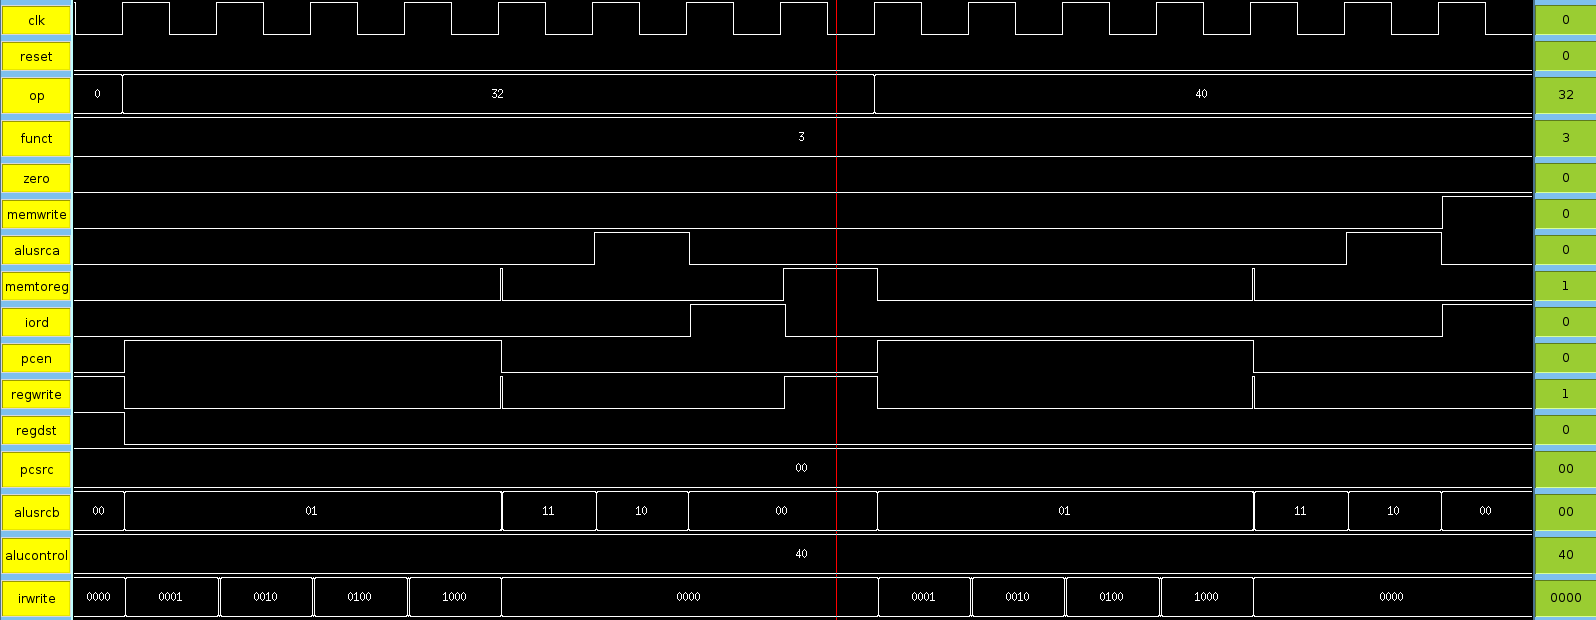 clk 0
reset 0
op 0 32 40 32
funct 3 3
zero 0
memwrite 0
alusrca 0
memtoreg 1
iord 0
pcen 0
regwrite 1
regdst 0
pcsrc 00 00
alusrcb 00 01 11 10 00 01 11 10 00 00
alucontrol 40 40
irwrite 0000 0001 0010 0100 1000 0000 0001 0010 0100 1000 0000 0000